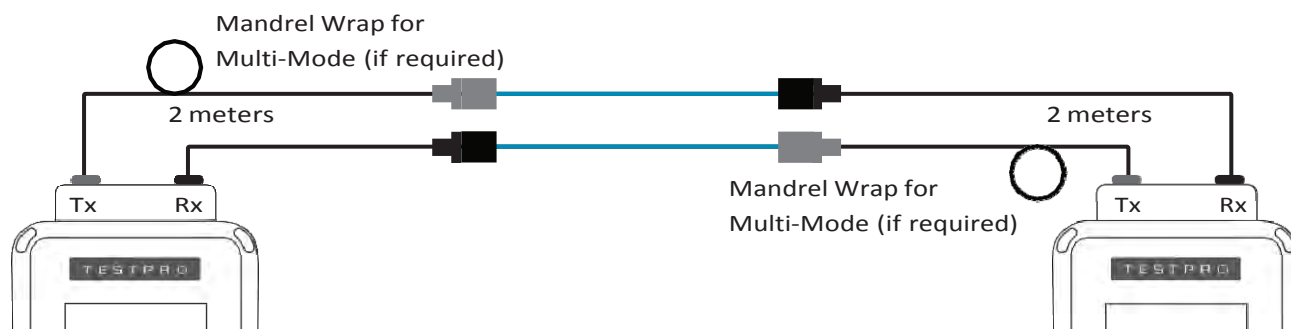 Mandrel Wrap for
Multi-Mode (if required)
2 meters
2 meters
Mandrel Wrap for
Multi-Mode (if required)
Tx Rx
Tx Rx
TESTPRO
TESTPRO